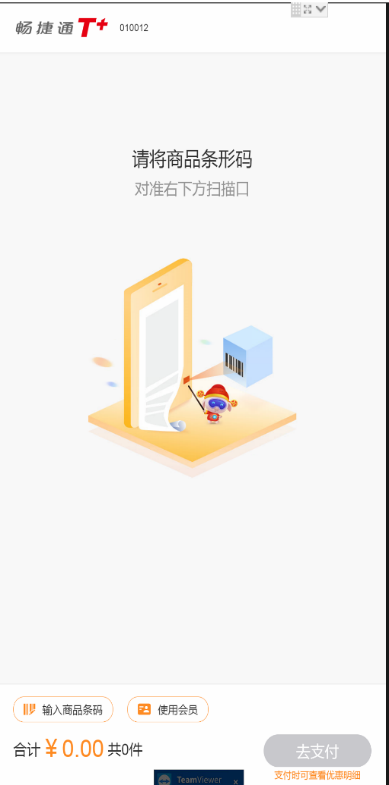 畅捷通 T+ 010012
请将商品条形码
对准右下方扫描口
输入商品条码 使用会员
合计 ¥0.00 共0件 去支付
支付时可查看优惠明细
TeamViewer